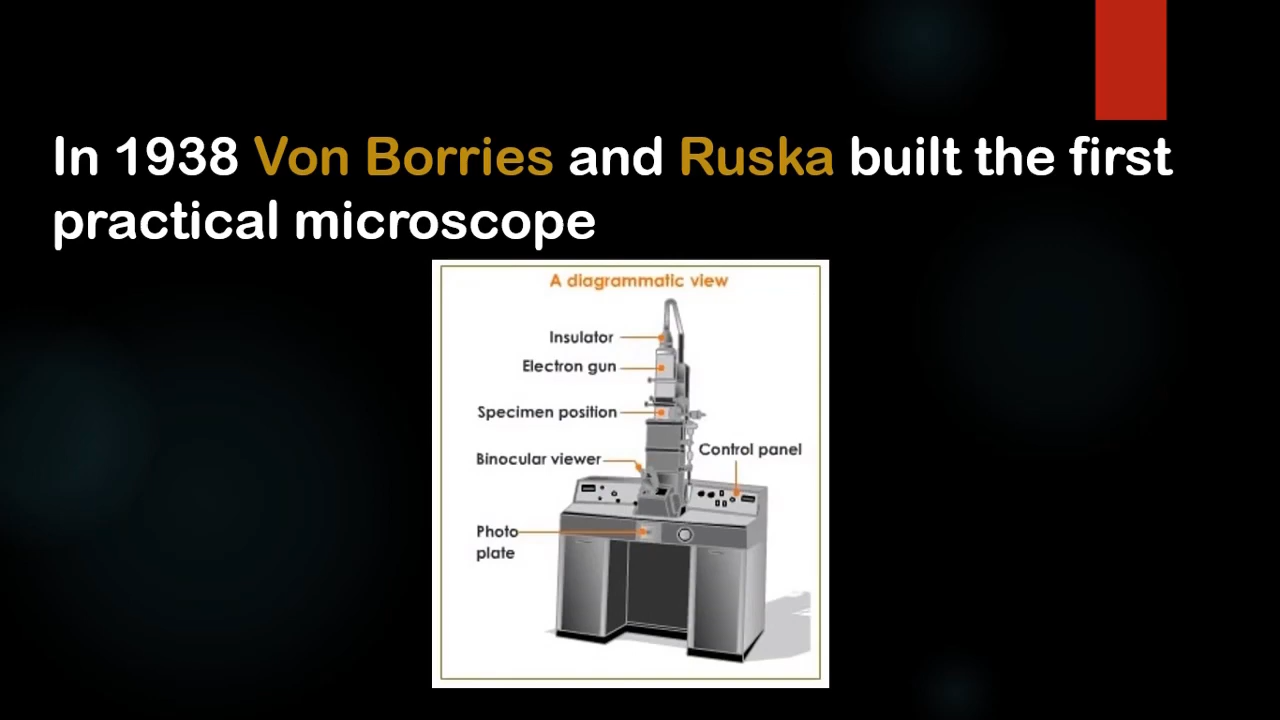 In 1938 Von Borries and Ruska built the first
practical microscope
A diagrammatic view
Insulator
Electron gun
Specimen position
Control panel
Binocular viewer
Photo
plate